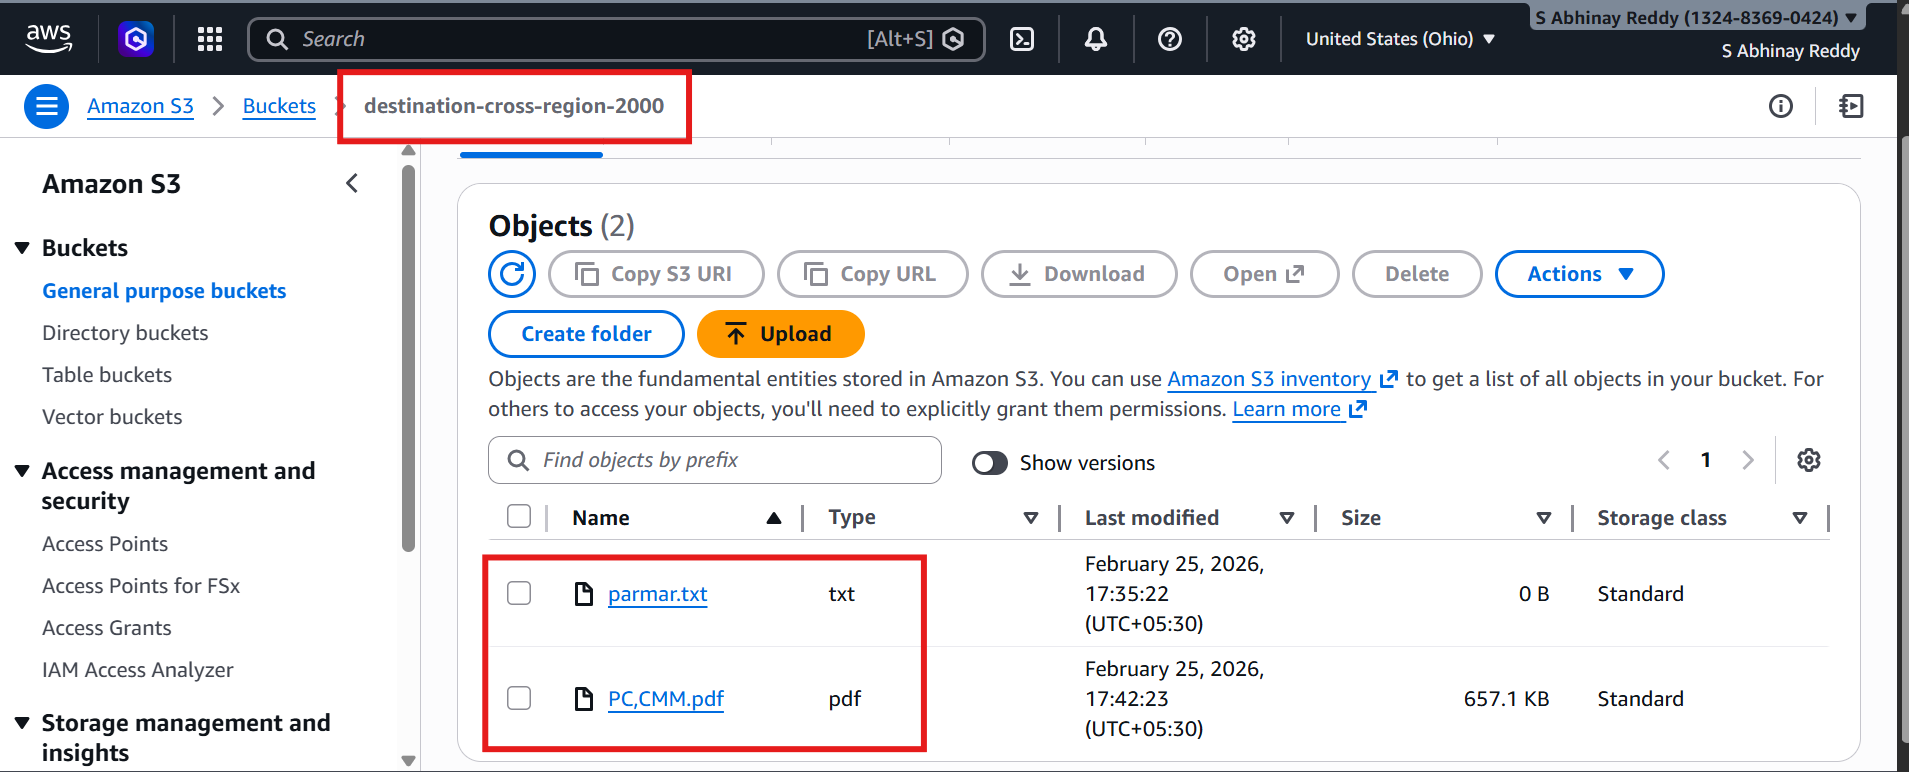 aws
Search
[Alt+S]
United States (Ohio)
S Abhinay Reddy (1324-8369-0424)
S Abhinay Reddy
Amazon S3
Buckets
destination-cross-region-2000
Amazon S3
Buckets
General purpose buckets
Directory buckets
Table buckets
Vector buckets
Access management and
security
Access Points
Access Points for FSx
Access Grants
IAM Access Analyzer
Storage management and
insights
Objects (2)
Copy S3 URI
Copy URL
Download
Open
Delete
Actions
Create folder
Upload
Objects are the fundamental entities stored in Amazon S3. You can use Amazon S3 inventory to get a list of all objects in your bucket. For
others to access your objects, you'll need to explicitly grant them permissions. Learn more
Find objects by prefix
Show versions
1
Name
Type
Last modified
Size
Storage class
parmar.txt
txt
February 25, 2026,
17:35:22
(UTC+05:30)
0 B
Standard
PC,CMM.pdf
pdf
February 25, 2026,
17:42:23
(UTC+05:30)
657.1 KB
Standard